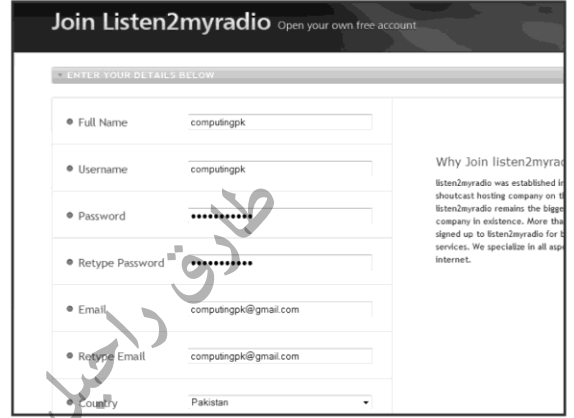 Join Listen2myradio Open your own free account
ENTER YOUR DETAILS BELOW
Full Name computingpk
Username computingpk
Password •••••••••••
Retype Password •••••••••••
Email computingpk@gmail.com
Retype Email computingpk@gmail.com
Country Pakistan
Why Join listen2myrad
listen2myradio was established in
shoutcast hosting company on t
listen2myradio remains the bigge
company in existence. More tha
signed up to listen2myradio for b
services. We specialize in all aspe
internet.
طارق راحیل